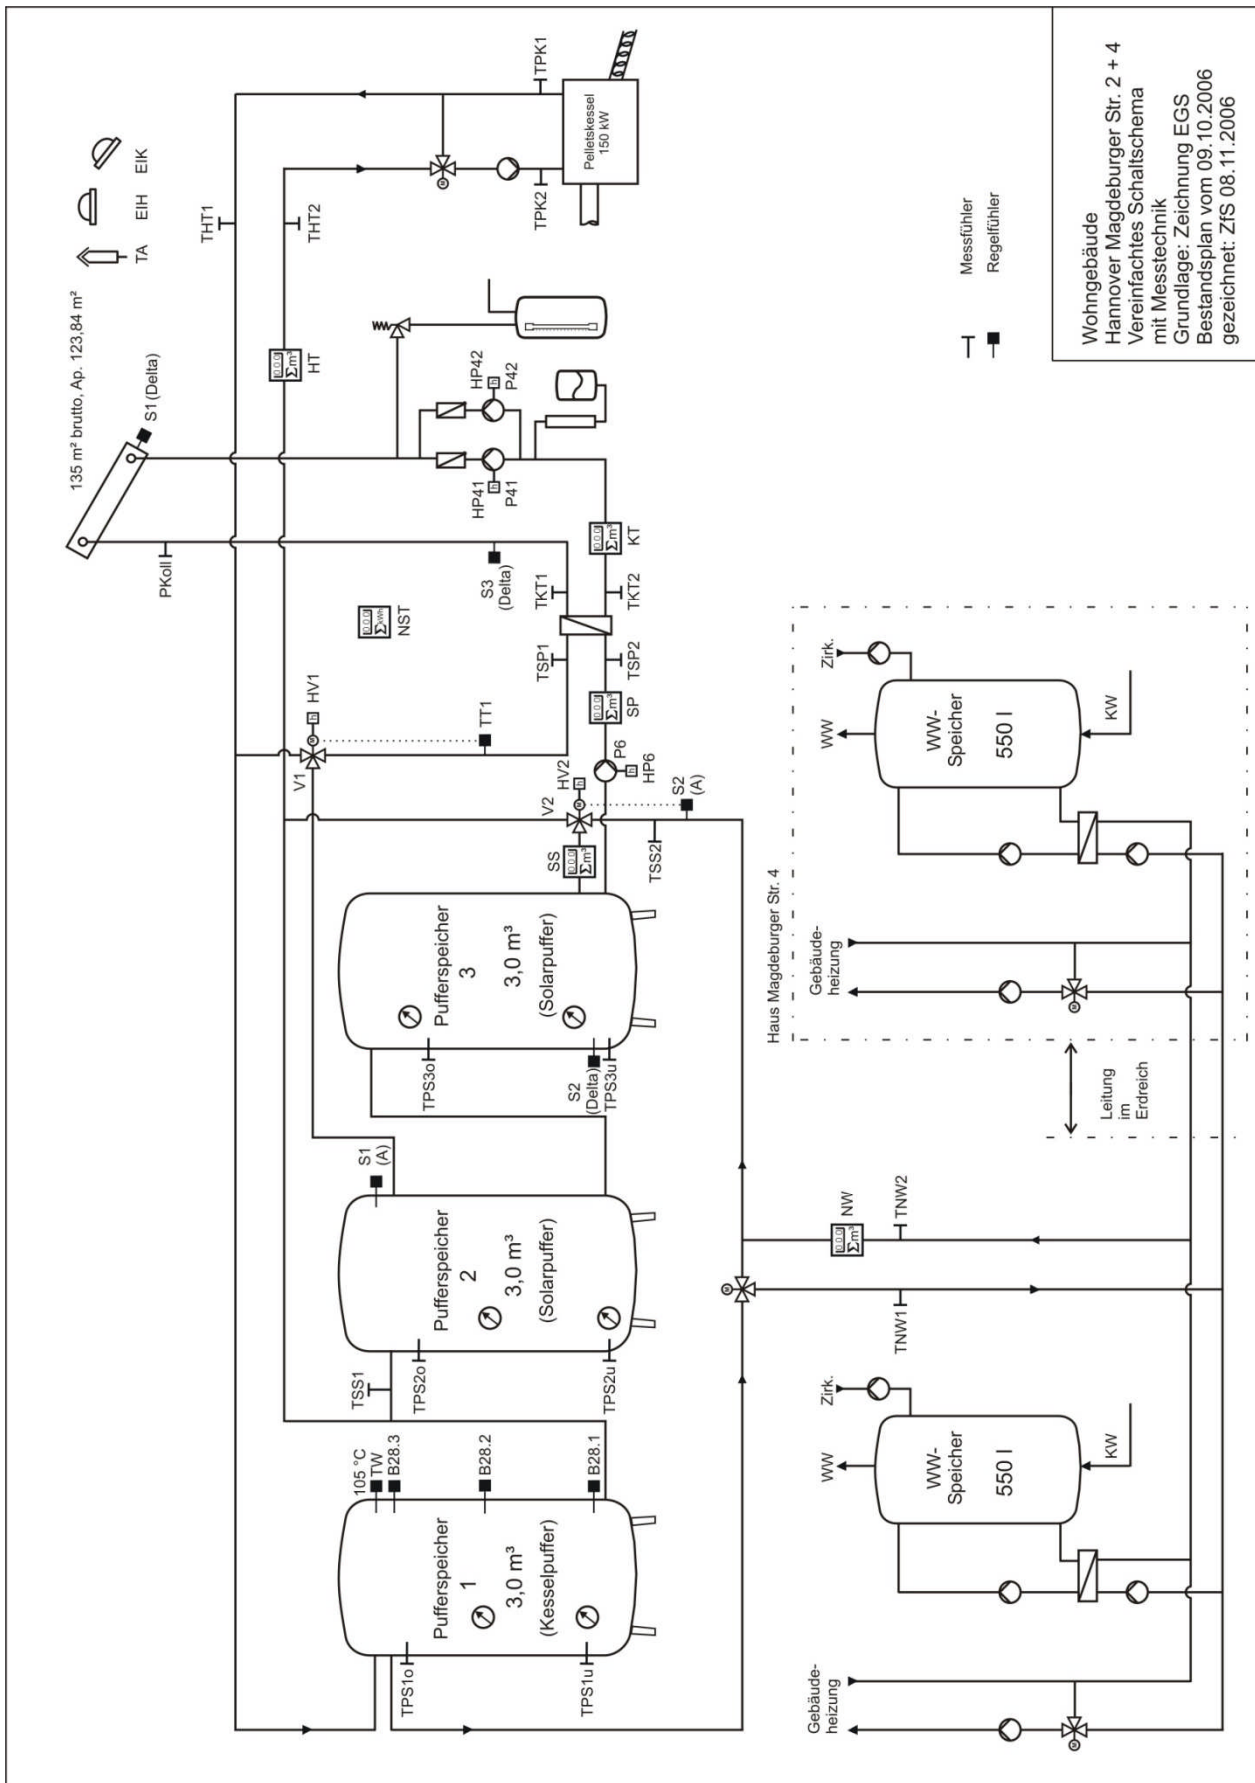 135 m² brutto, Ap. 123,84 m²
S1 (Delta)
TA
EIH
EIK
THT1
THT2
TPK1
TPK2
Pelletskessel
150 kW
HT
Σm³
PKoll
S3
(Delta)
HP41
P41
HP42
P42
KT
Σm³
TKT1
TKT2
NST
ΣkWh
TSP1
TSP2
SP
Σm³
HV1
V1
TT1
P6
HP6
HV2
V2
S2
(A)
SS
Σm³
TSS2
Pufferspeicher
3
3,0 m³
(Solarpuffer)
TPS3o
S2
(Delta)
TPS3u
S1
(A)
Pufferspeicher
2
3,0 m³
(Solarpuffer)
TPS2o
TPS2u
TSS1
105 °C
TW
B28.3
B28.2
B28.1
Pufferspeicher
1
3,0 m³
(Kesselpuffer)
TPS1o
TPS1u
Messfühler
Regelfühler
Haus Magdeburger Str. 4
Zirk.
WW
WW-
Speicher
550 l
KW
Gebäude-
heizung
Leitung
im
Erdreich
NW
Σm³
TNW2
TNW1
Zirk.
WW
WW-
Speicher
550 l
KW
Gebäude-
heizung
Wohngebäude
Hannover Magdeburger Str. 2 + 4
Vereinfachtes Schaltschema
mit Messtechnik
Grundlage: Zeichnung EGS
Bestandsplan vom 09.10.2006
gezeichnet: ZfS 08.11.2006